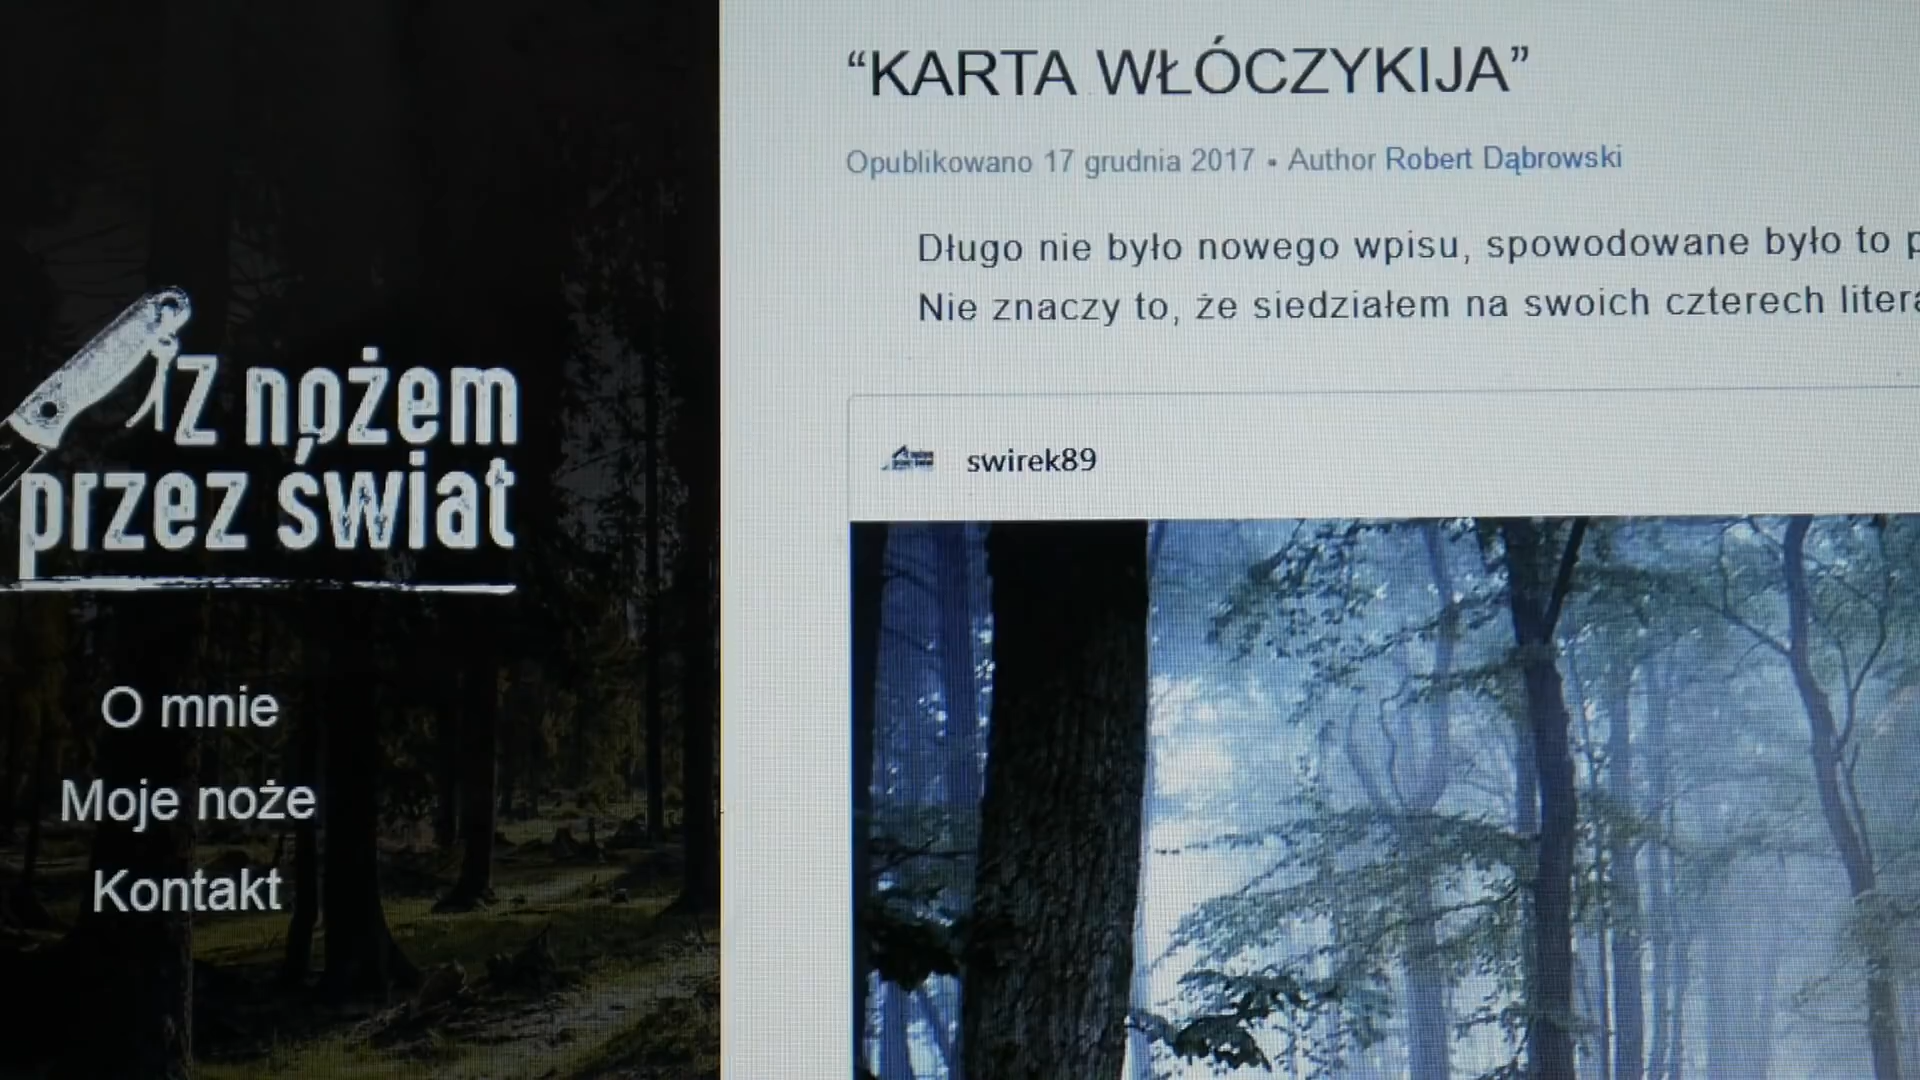 Z nożem
przez świat
O mnie
Moje noże
Kontakt
“KARTA WŁÓCZYKIJA”
Opublikowano 17 grudnia 2017 • Author Robert Dąbrowski
Długo nie było nowego wpisu, spowodowane było to
Nie znaczy to, że siedziałem na swoich czterech
swirek89